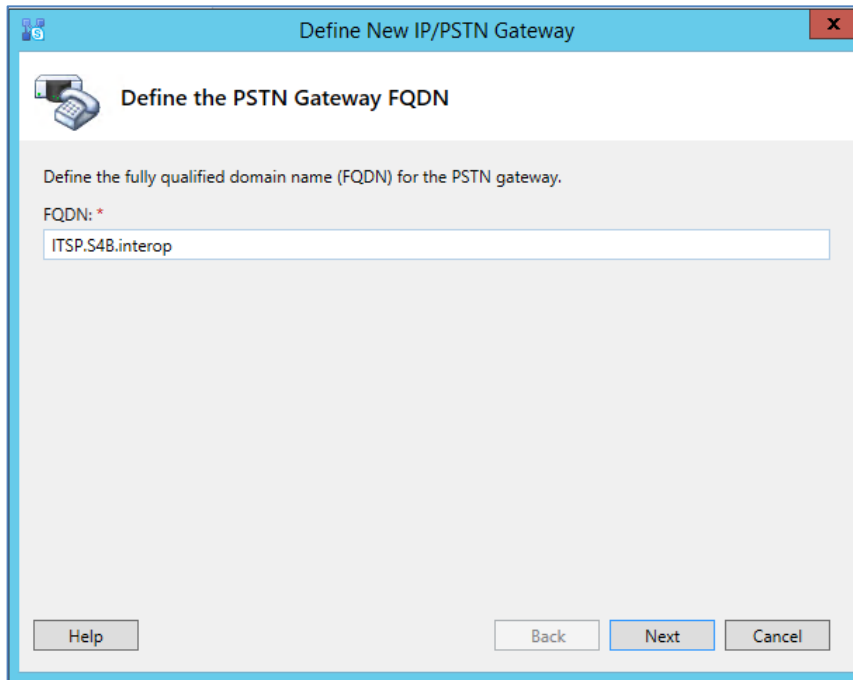 Define New IP/PSTN Gateway
x
Define the PSTN Gateway FQDN
Define the fully qualified domain name (FQDN) for the PSTN gateway.
FQDN: *
ITSP.S4B.interop
Help
Back
Next
Cancel